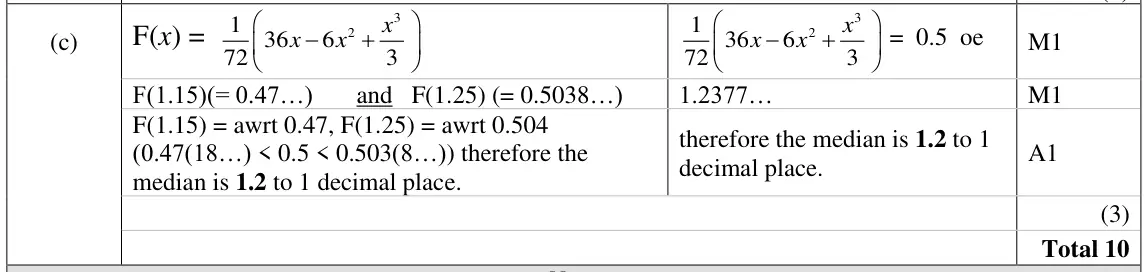 (c) F(x) = 1/72 (36x − 6x² + x³/3) 1/72 (36x − 6x² + x³/3) = 0.5 oe M1
F(1.15)(= 0.47…) and F(1.25) (= 0.5038…) 1.2377… M1
F(1.15) = awrt 0.47, F(1.25) = awrt 0.504
(0.47(18…) < 0.5 < 0.503(8…)) therefore the
median is 1.2 to 1 decimal place.
therefore the median is 1.2 to 1
decimal place.
A1
(3)
Total 10